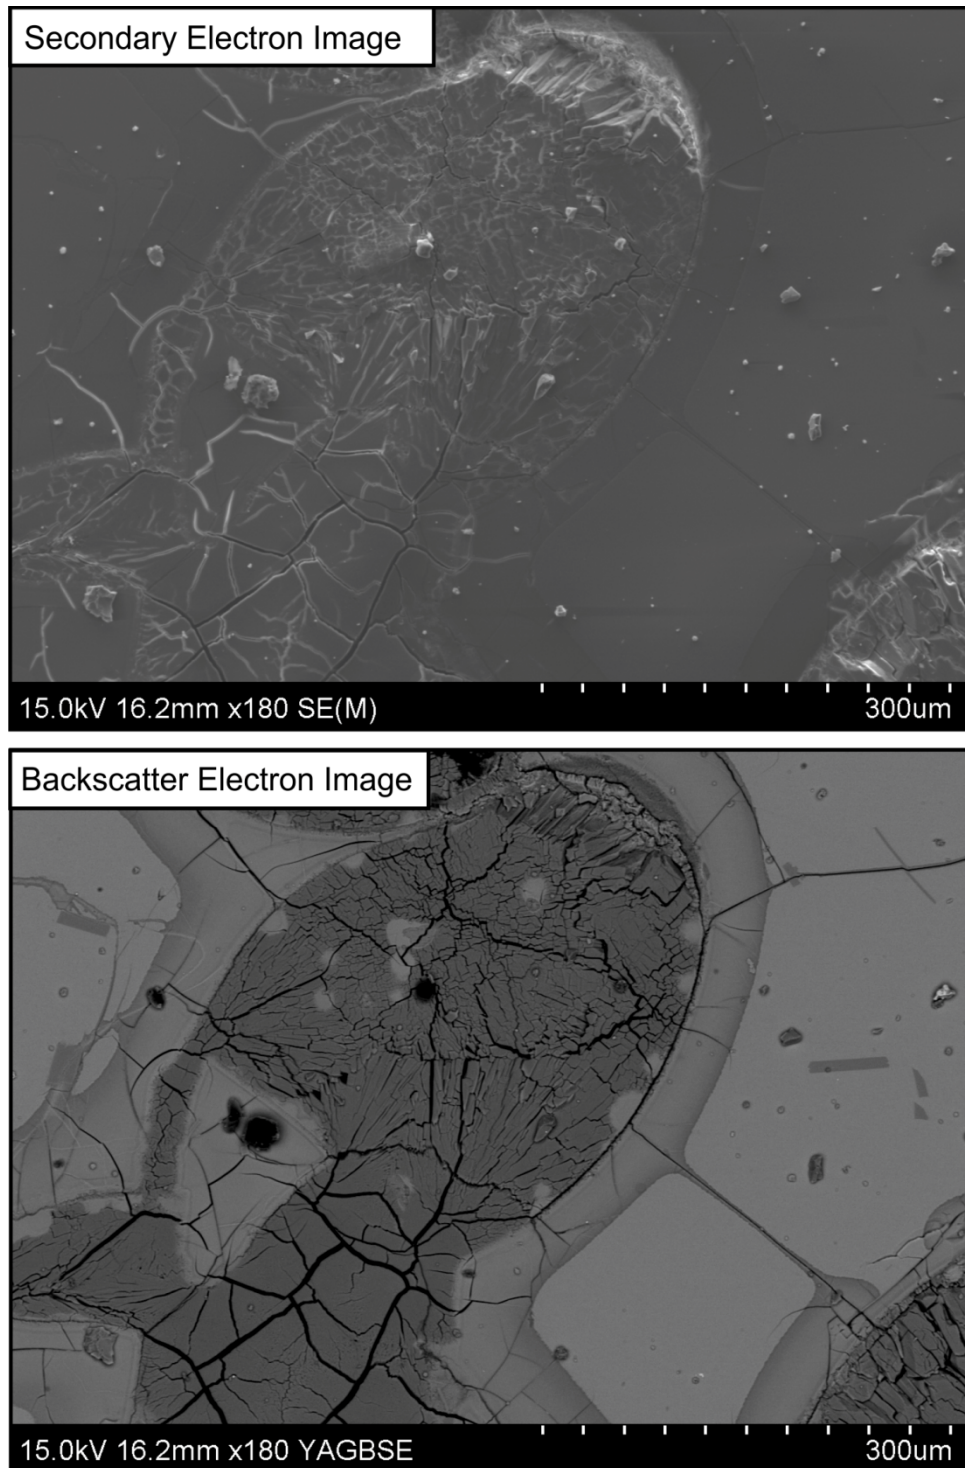 Secondary Electron Image
15.0kV 16.2mm x180 SE(M)
300um
Backscatter Electron Image
15.0kV 16.2mm x180 YAGBSE
300um